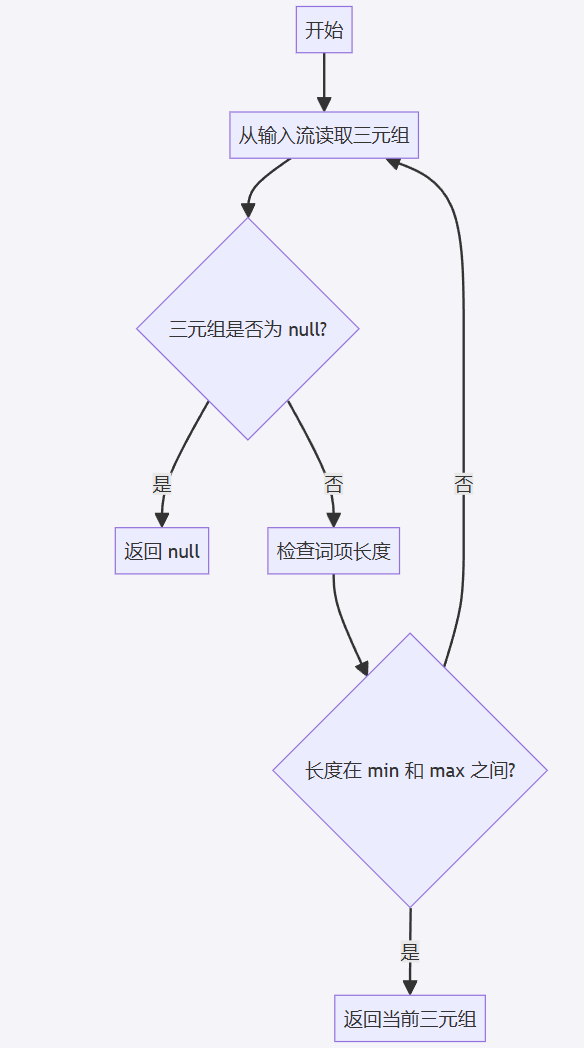 开始
从输入流读取三元组
三元组是否为 null?
是
否
否
返回 null
检查词项长度
长度在 min 和 max 之间?
是
返回当前三元组